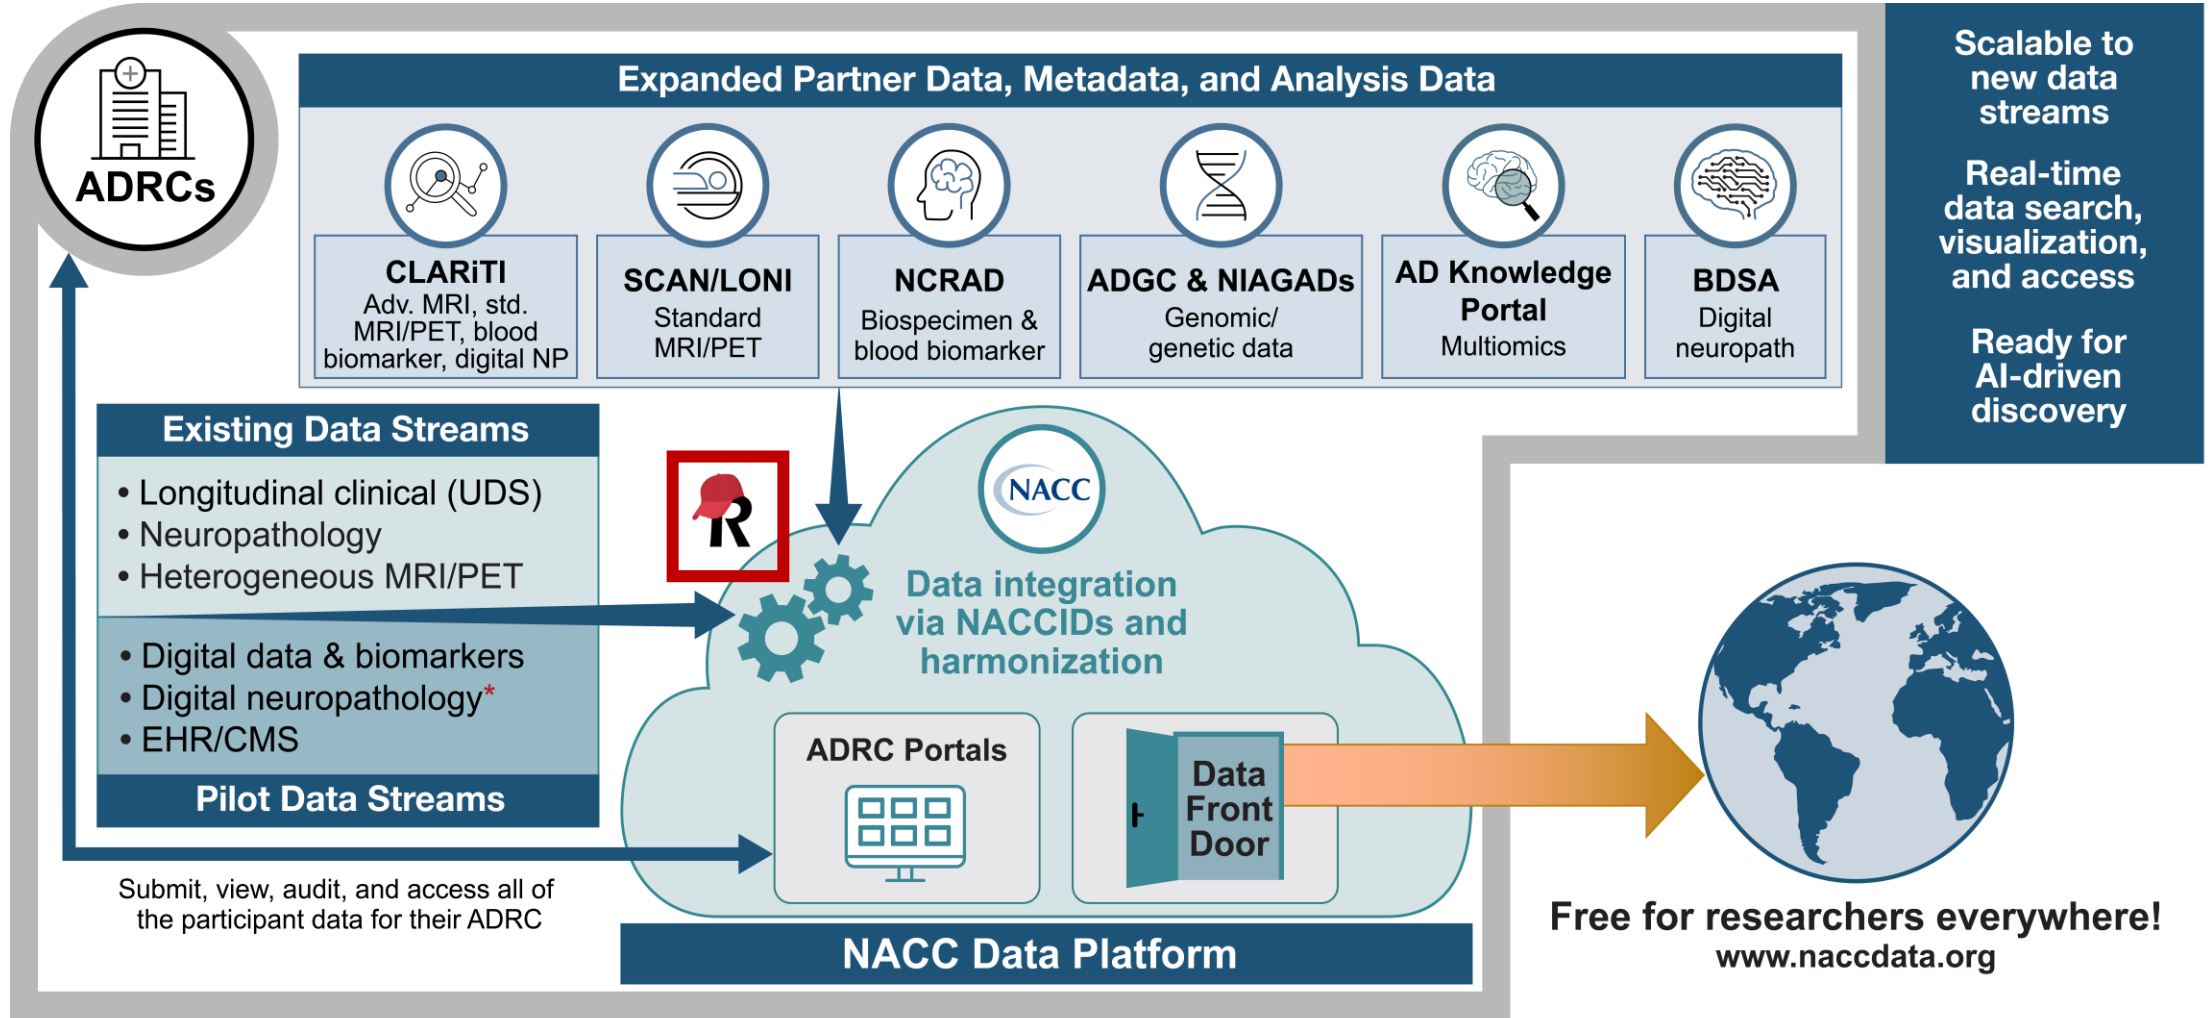 ADRCs
Expanded Partner Data, Metadata, and Analysis Data
CLARiTI
Adv. MRI, std.
MRI/PET, blood
biomarker, digital NP
SCAN/LONI
Standard
MRI/PET
NCRAD
Biospecimen &
blood biomarker
ADGC & NIAGADs
Genomic/
genetic data
AD Knowledge
Portal
Multiomics
BDSA
Digital
neuropath
Scalable to
new data
streams
Real-time
data search,
visualization,
and access
Ready for
AI-driven
discovery
Existing Data Streams
• Longitudinal clinical (UDS)
• Neuropathology
• Heterogeneous MRI/PET
• Digital data & biomarkers
• Digital neuropathology*
• EHR/CMS
Pilot Data Streams
Submit, view, audit, and access all of
the participant data for their ADRC
R
NACC
Data integration
via NACCIDs and
harmonization
ADRC Portals
Data
Front
Door
NACC Data Platform
Free for researchers everywhere!
www.naccdata.org